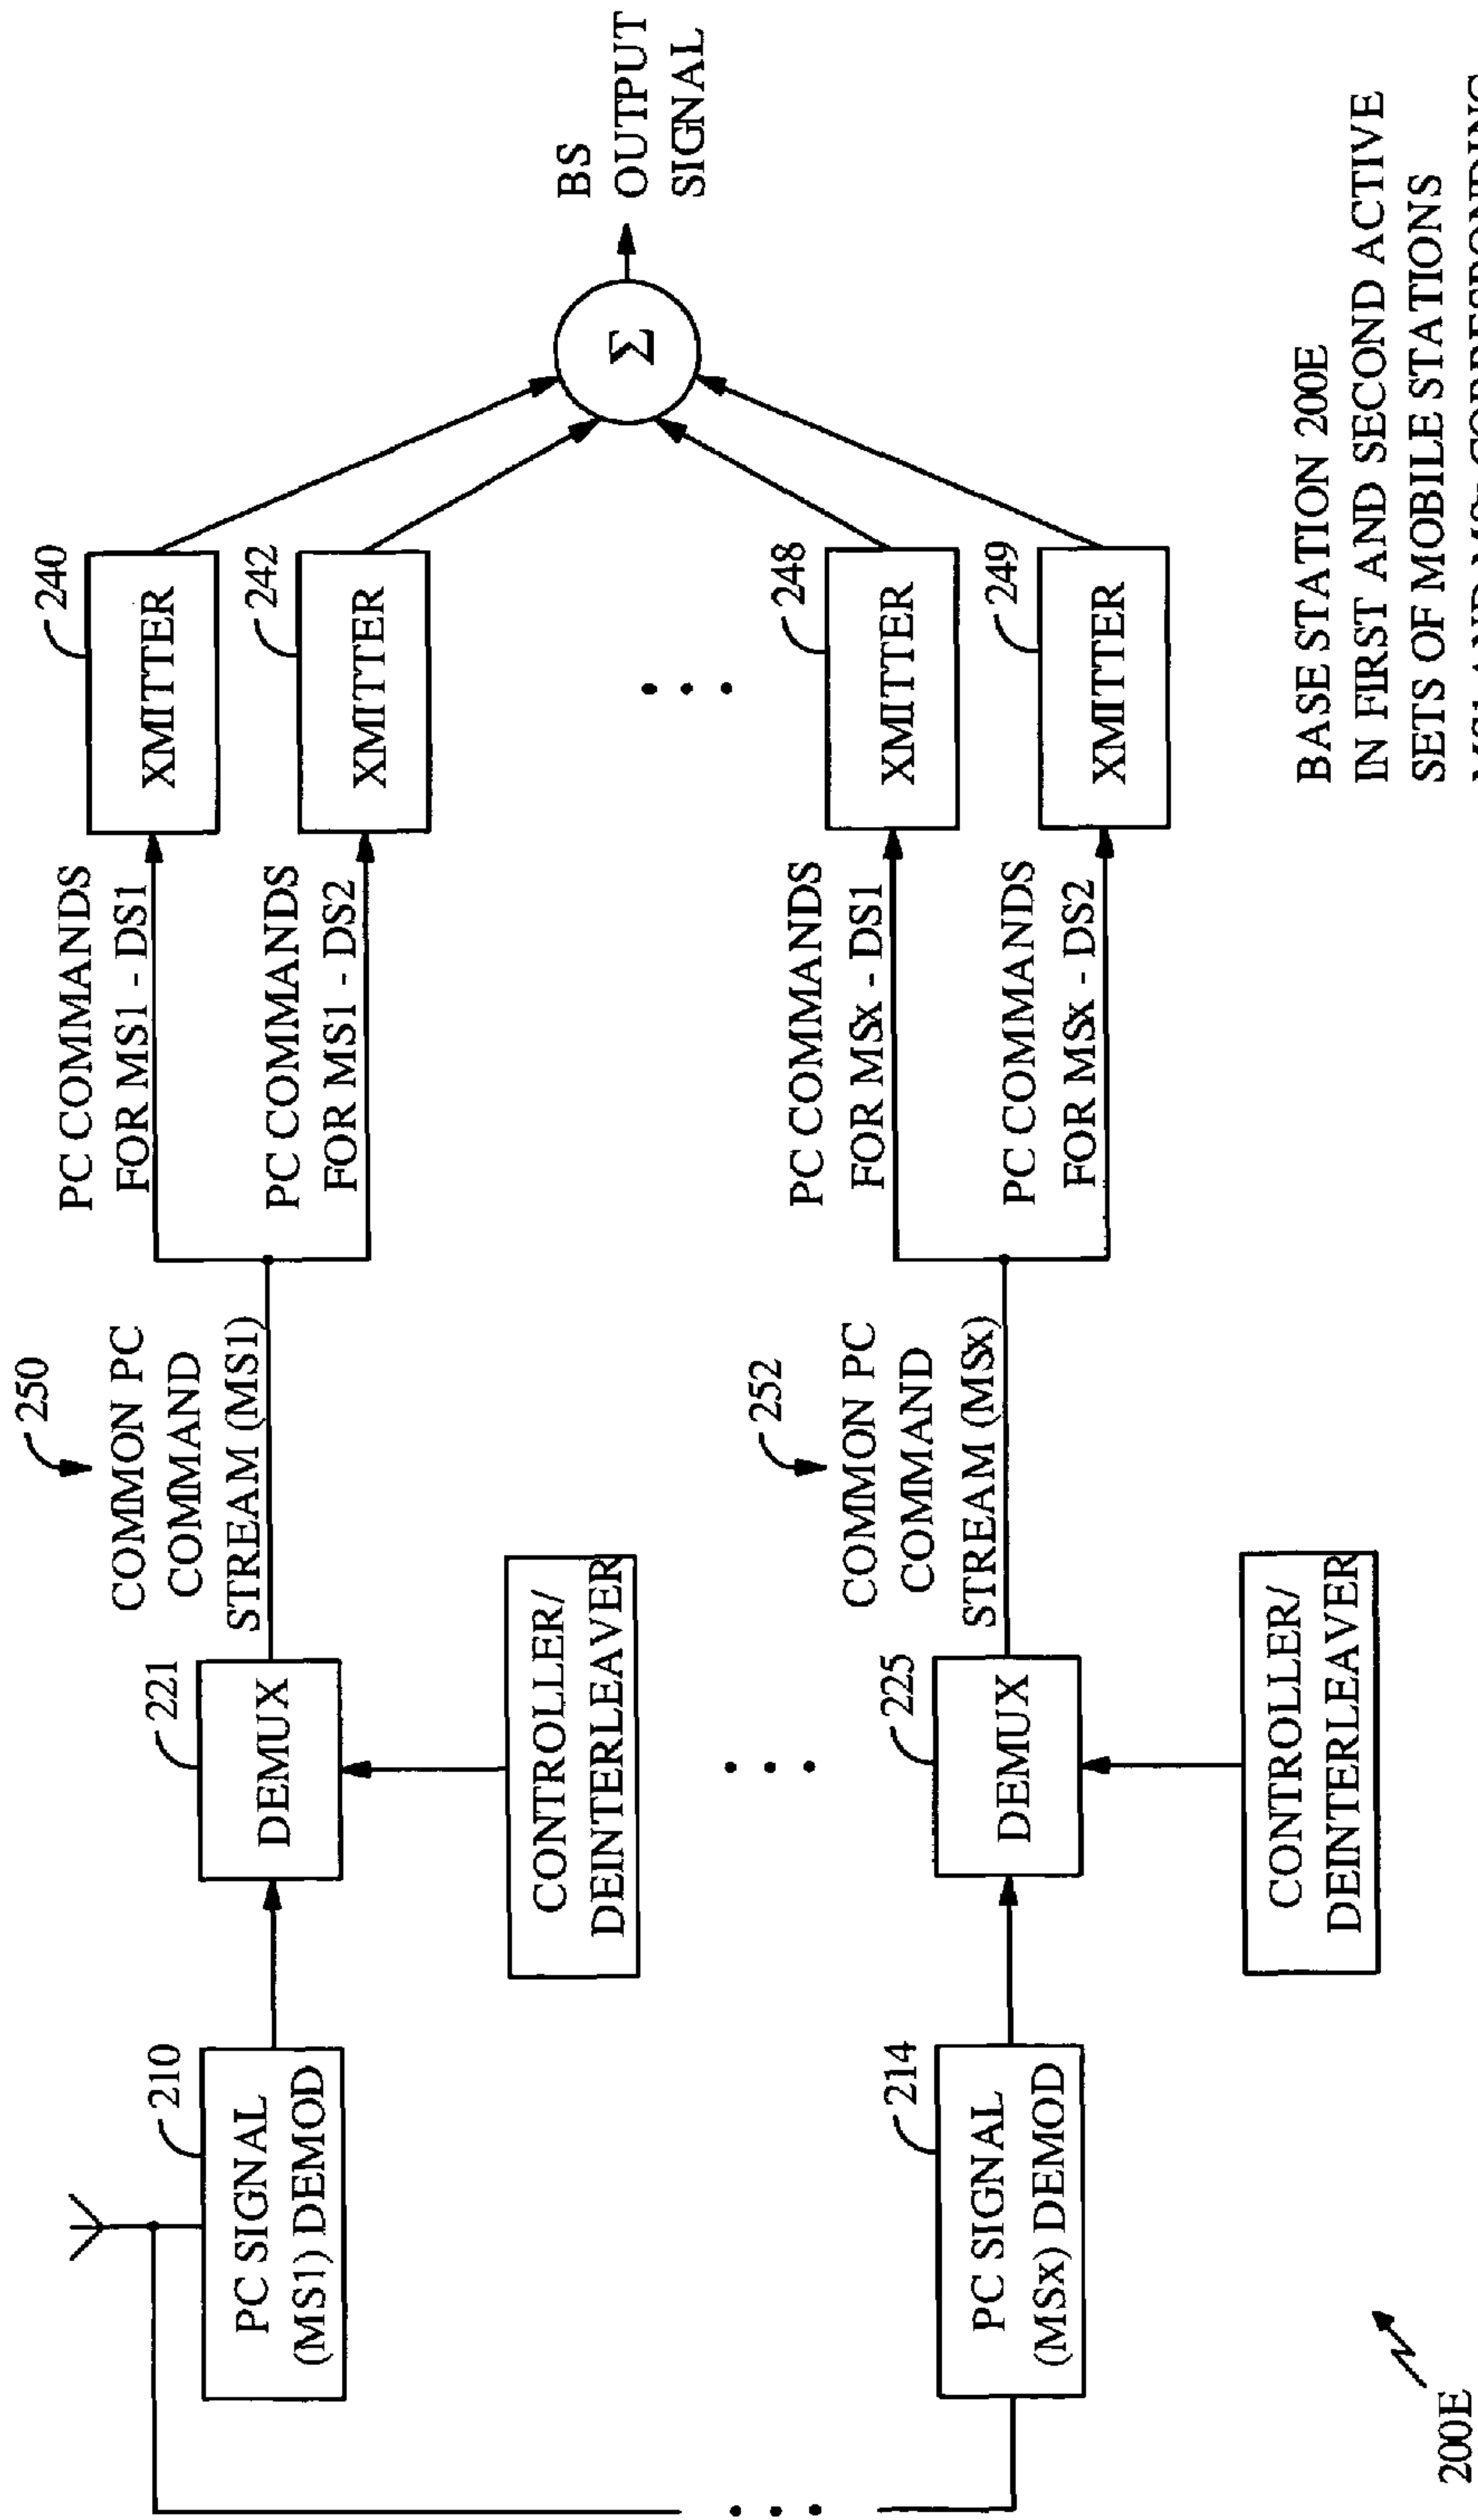 250
COMMON PC
COMMAND
STREAM (MS1)
PC COMMANDS
FOR MS1 - DS1
PC COMMANDS
FOR MS1 - DS2
240
XMITTER
242
XMITTER
210
PC SIGNAL
(MS1) DEMOD
221
DEMUX
CONTROLLER/
DEINTERLEAVER
Σ
BS
OUTPUT
SIGNAL
252
COMMON PC
COMMAND
STREAM (MSx)
PC COMMANDS
FOR MSx - DS1
PC COMMANDS
FOR MSx - DS2
248
XMITTER
249
XMITTER
214
PC SIGNAL
(MSx) DEMOD
225
DEMUX
CONTROLLER/
DEINTERLEAVER
200E
BASE STATION 200E
IN FIRST AND SECOND ACTIVE
SETS OF MOBILE STATIONS